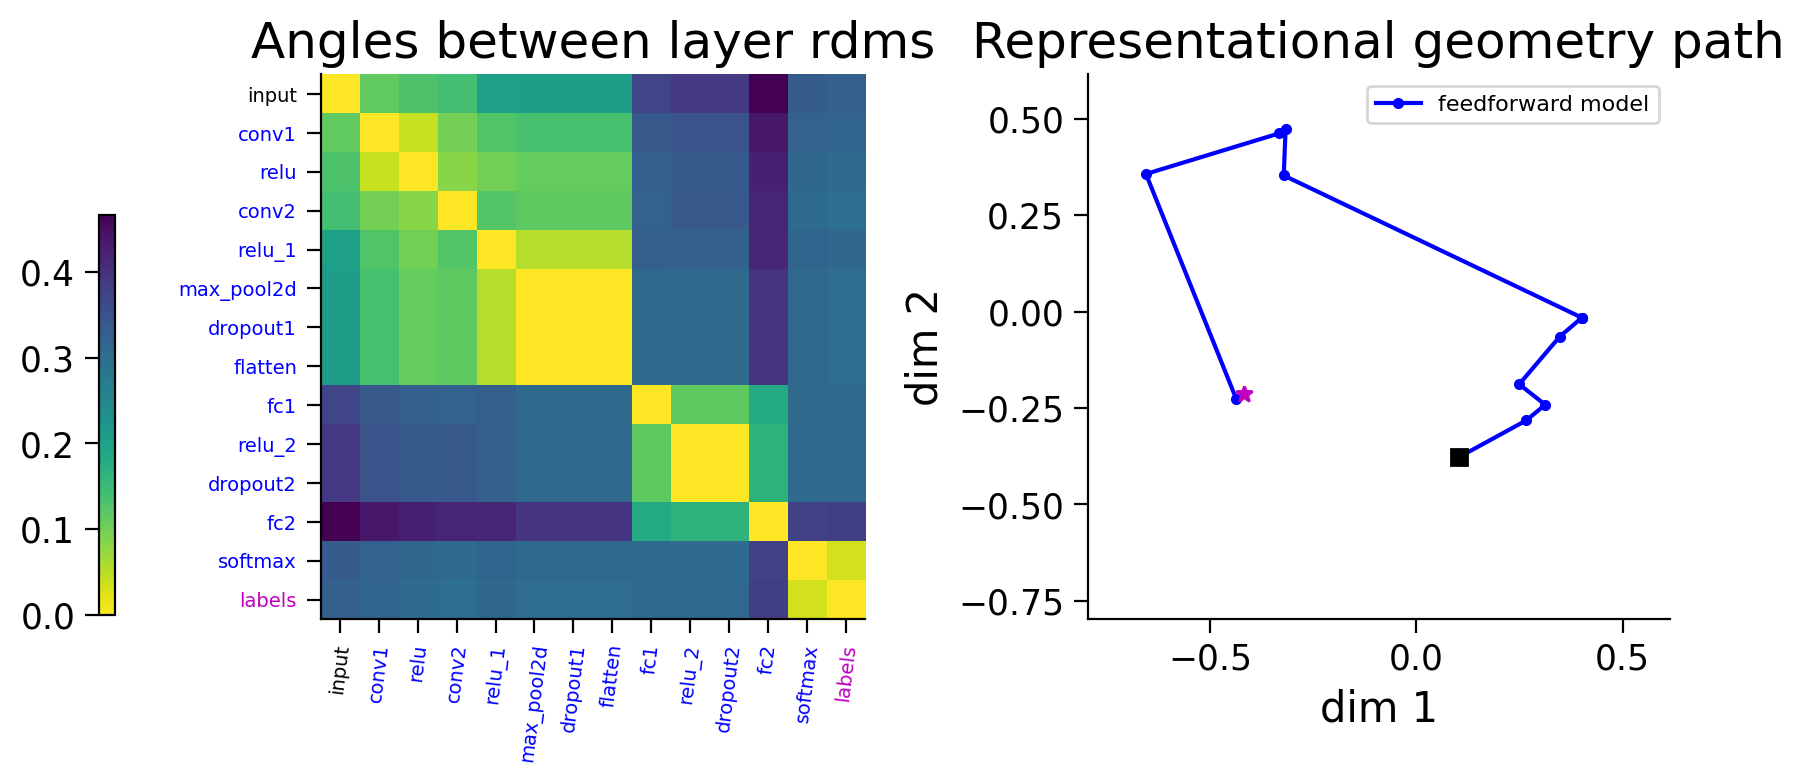 Angles between layer rdms
input
conv1
relu
conv2
relu_1
max_pool2d
dropout1
flatten
fc1
relu_2
dropout2
fc2
softmax
labels
0.4
0.3
0.2
0.1
0.0
input
conv1
relu
conv2
relu_1
max_pool2d
dropout1
flatten
fc1
relu_2
dropout2
fc2
softmax
labels
Representational geometry path
feedforward model
0.50
0.25
0.00
−0.25
−0.50
−0.75
dim 2
−0.5
0.0
0.5
dim 1